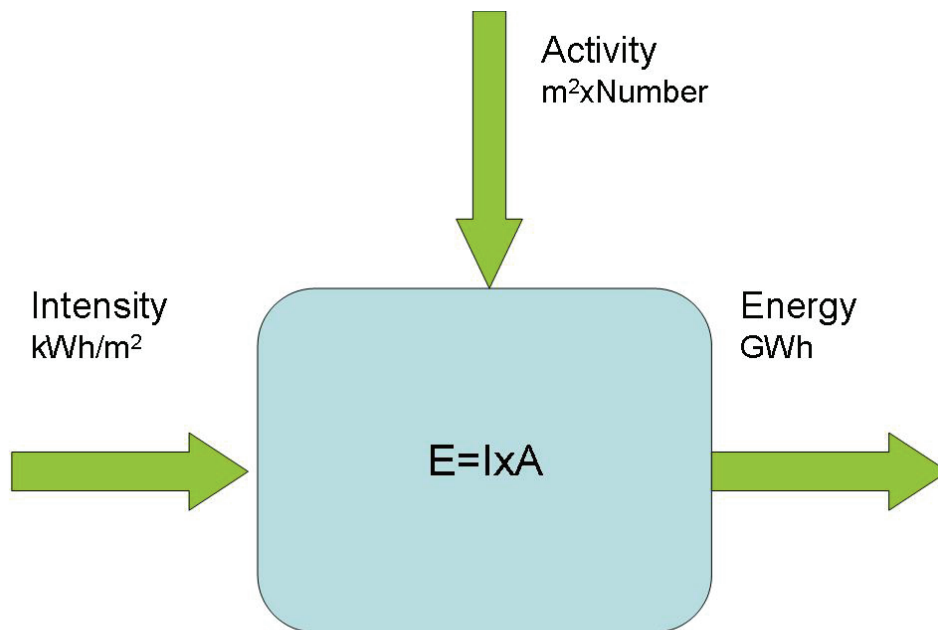 Activity
m²xNumber
Intensity
kWh/m²
Energy
GWh
E=IxA